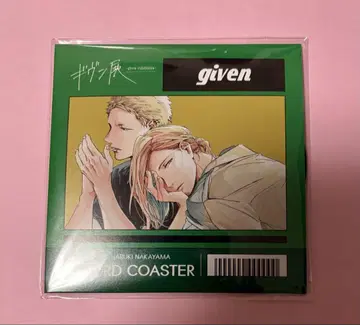 ギヴン展
given
NAKAYAMA
COASTER